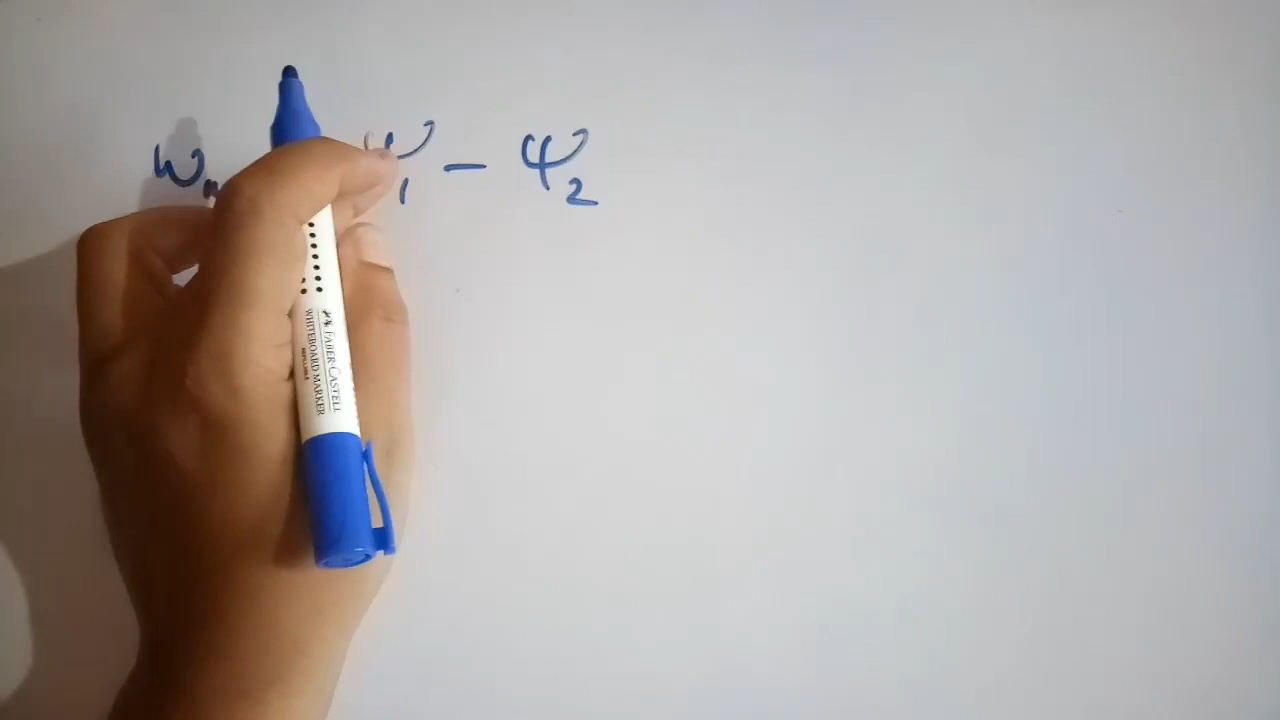 w ψ₁ - ψ₂
FABER-CASTELL
WHITEBOARD MARKER